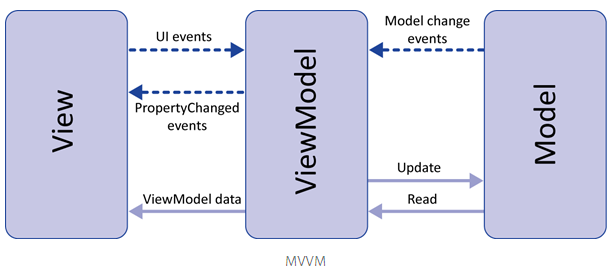 View
UI events
PropertyChanged
events
ViewModel data
ViewModel
Model change
events
Update
Read
Model
MVVM